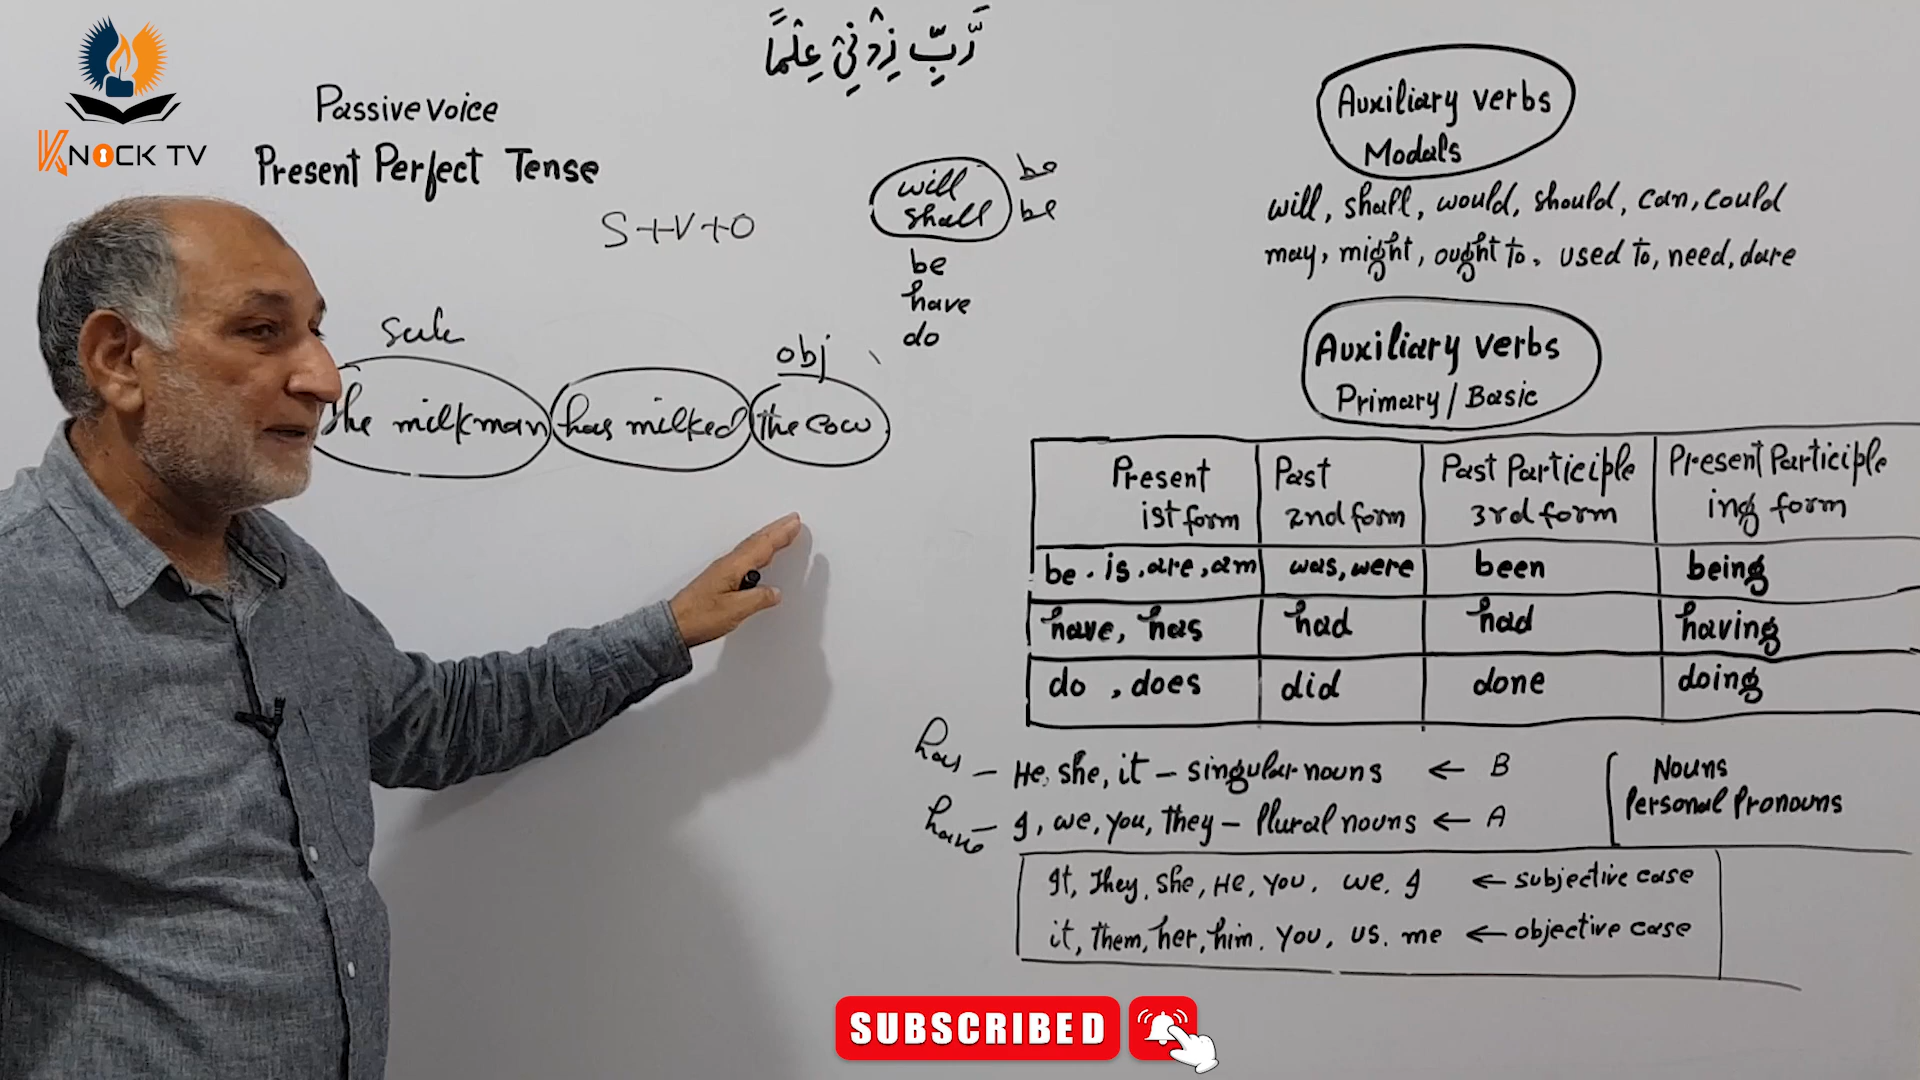 رَّبِّ زِدْنِیْ عِلْمًا
KNOCK TV
Passive Voice
Present Perfect Tense
S+V+O
will be
shall be
be
have
do
sub
obj
The milkman has milked the cow
Auxiliary verbs
Modals
will, shall, would, should, can, could
may, might, ought to, used to, need, dare
Auxiliary verbs
Primary / Basic
Present 1st form
Past 2nd form
Past Participle 3rd form
Present Participle ing form
be, is, are, am was, were been being
have, has had had having
do, does did done doing
has – He, she, it – singular nouns ← B
have – I, we, you, they – Plural nouns ← A
Nouns
Personal Pronouns
It, They, she, He, you, we, I ← subjective case
it, them, her, him, you, us, me ← objective case
SUBSCRIBED